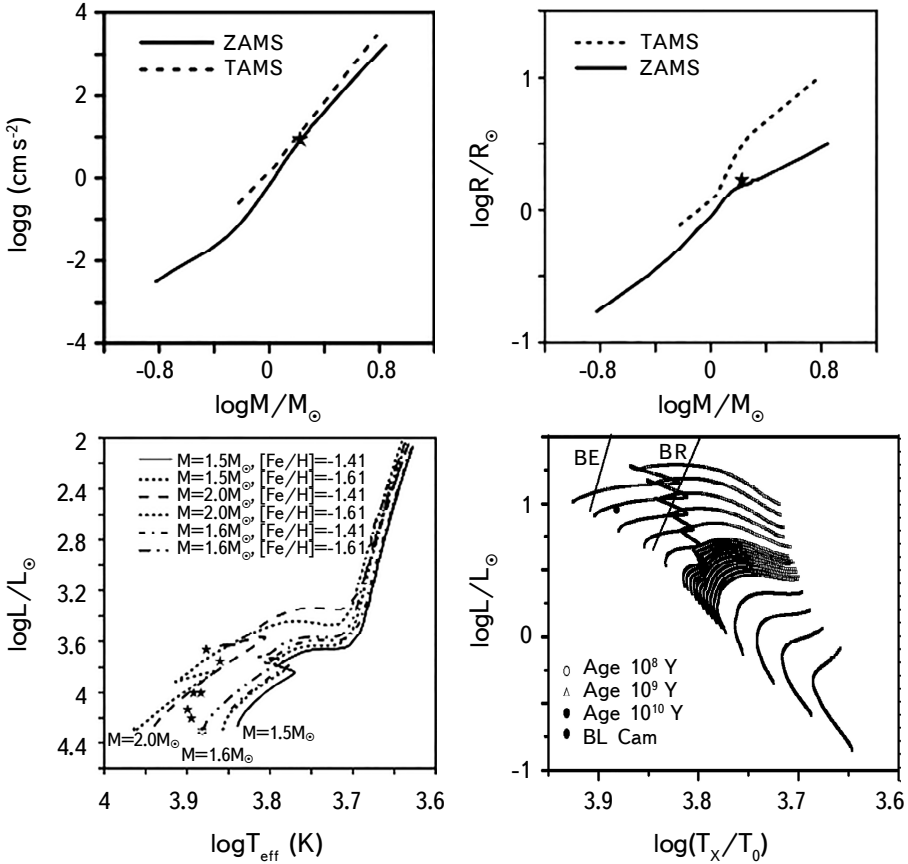 4
2
0
-2
-4
logg (cm s⁻²)
ZAMS
TAMS
-0.8
0
0.8
logM/M☉
1
0
-1
logR/R☉
TAMS
ZAMS
-0.8
0
0.8
logM/M☉
2
2.4
2.8
3.2
3.6
4
4.4
logL/L☉
M=1.5M☉, [Fe/H]=-1.41
M=1.5M☉, [Fe/H]=-1.61
M=2.0M☉, [Fe/H]=-1.41
M=2.0M☉, [Fe/H]=-1.61
M=1.6M☉, [Fe/H]=-1.41
M=1.6M☉, [Fe/H]=-1.61
M=2.0M☉
M=1.6M☉
M=1.5M☉
4
3.9
3.8
3.7
3.6
logT_eff (K)
1
0
-1
logL/L☉
BE
BR
Age 10⁸ Y
Age 10⁹ Y
Age 10¹⁰ Y
BL Cam
3.9
3.8
3.7
3.6
log(T_X/T_0)